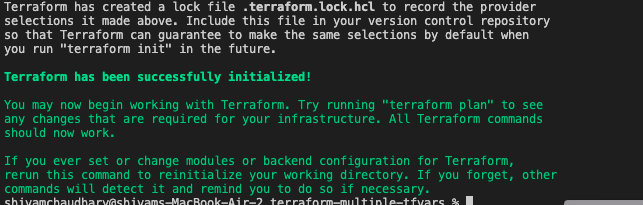 Terraform has created a lock file .terraform.lock.hcl to record the provider
selections it made above. Include this file in your version control repository
so that Terraform can guarantee to make the same selections by default when
you run "terraform init" in the future.
Terraform has been successfully initialized!
You may now begin working with Terraform. Try running "terraform plan" to see
any changes that are required for your infrastructure. All Terraform commands
should now work.
If you ever set or change modules or backend configuration for Terraform,
rerun this command to reinitialize your working directory. If you forget, other
commands will detect it and remind you to do so if necessary.
shivamchaudhary@shivams-MacBook-Air-2 terraform-multiple-tfvars %